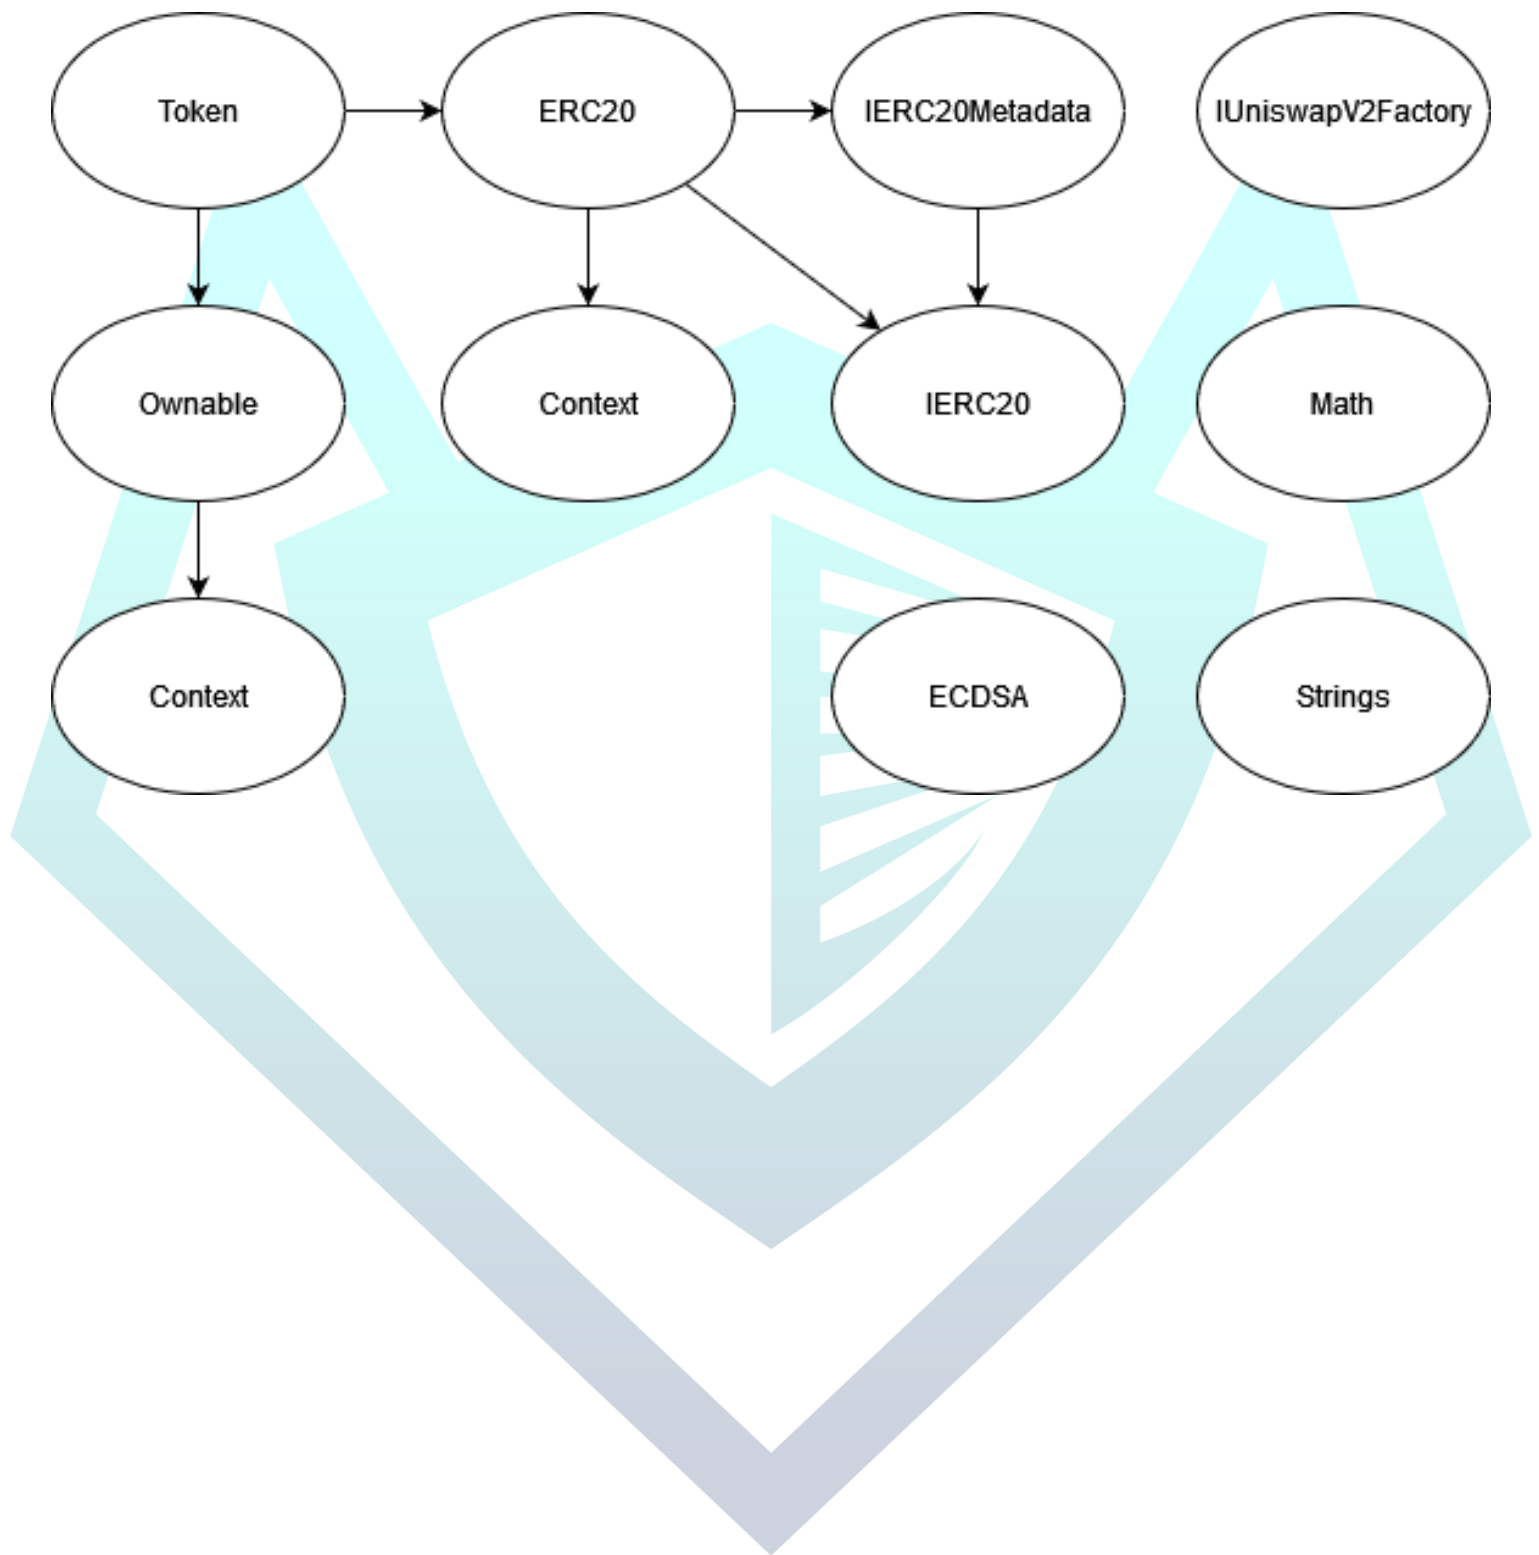 Token
ERC20
IERC20Metadata
IUniswapV2Factory
Ownable
Context
IERC20
Math
Context
ECDSA
Strings